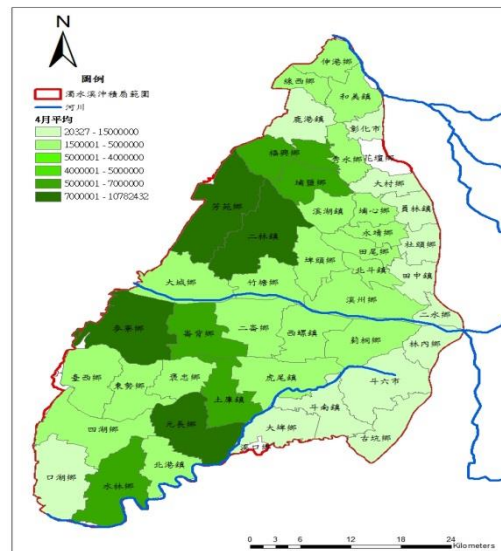 N
圖例
濁水溪沖積扇範圍
河川
4月平均
20327 - 15000000
1500001 - 5000000
5000001 - 4000000
4000001 - 5000000
5000001 - 7000000
7000001 - 10782432
伸港鄉
線西鄉
和美鎮
鹿港鎮
彰化市
福興鄉
秀水鄉
花壇鄉
埔鹽鄉
大村鄉
芳苑鄉
溪湖鎮
埔心鄉
員林鎮
二林鎮
永靖鄉
社頭鄉
埤頭鄉
田尾鄉
北斗鎮
田中鎮
大城鄉
竹塘鄉
溪州鄉
二水鄉
麥寮鄉
崙背鄉
二崙鄉
西螺鎮
莿桐鄉
林內鄉
臺西鄉
東勢鄉
褒忠鄉
虎尾鎮
斗六市
土庫鎮
四湖鄉
元長鄉
斗南鎮
大埤鄉
古坑鄉
口湖鄉
水林鄉
北港鎮
0 3 6 12 18 24
Kilometers